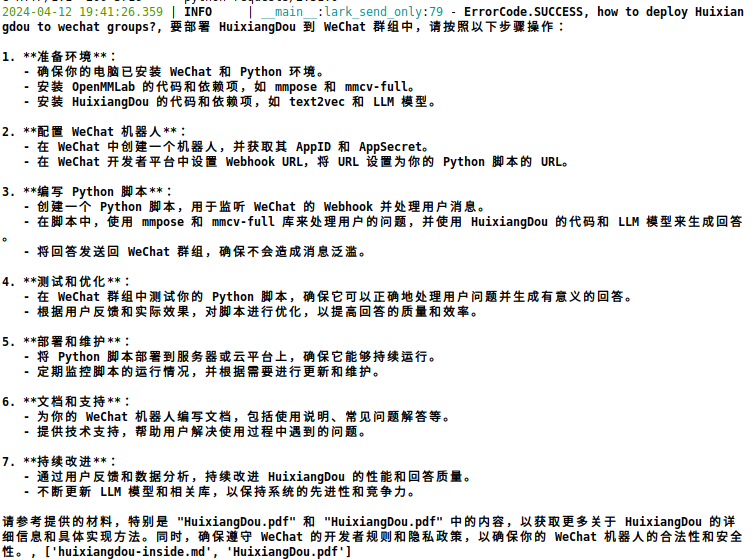 2024-04-12 19:41:26.359 | INFO     | __main__:lark_send_only:79 - ErrorCode.SUCCESS, how to deploy Huixian
gdou to wechat groups?, 要部署 HuixiangDou 到 WeChat 群组中，请按照以下步骤操作：
1. **准备环境**：
- 确保你的电脑已安装 WeChat 和 Python 环境。
- 安装 OpenMMLab 的代码和依赖项，如 mmpose 和 mmcv-full。
- 安装 HuixiangDou 的代码和依赖项，如 text2vec 和 LLM 模型。
2. **配置 WeChat 机器人**：
- 在 WeChat 中创建一个机器人，并获取其 AppID 和 AppSecret。
- 在 WeChat 开发者平台中设置 Webhook URL，将 URL 设置为你的 Python 脚本的 URL。
3. **编写 Python 脚本**：
- 创建一个 Python 脚本，用于监听 WeChat 的 Webhook 并处理用户消息。
- 在脚本中，使用 mmpose 和 mmcv-full 库来处理用户的问题，并使用 HuixiangDou 的代码和 LLM 模型来生成回答
。
- 将回答发送回 WeChat 群组，确保不会造成消息泛滥。
4. **测试和优化**：
- 在 WeChat 群组中测试你的 Python 脚本，确保它可以正确地处理用户问题并生成有意义的回答。
- 根据用户反馈和实际效果，对脚本进行优化，以提高回答的质量和效率。
5. **部署和维护**：
- 将 Python 脚本部署到服务器或云平台上，确保它能够持续运行。
- 定期监控脚本的运行情况，并根据需要进行更新和维护。
6. **文档和支持**：
- 为你的 WeChat 机器人编写文档，包括使用说明、常见问题解答等。
- 提供技术支持，帮助用户解决使用过程中遇到的问题。
7. **持续改进**：
- 通过用户反馈和数据分析，持续改进 HuixiangDou 的性能和回答质量。
- 不断更新 LLM 模型和相关库，以保持系统的先进性和竞争力。
请参考提供的材料，特别是 "HuixiangDou.pdf" 和 "HuixiangDou.pdf" 中的内容，以获取更多关于 HuixiangDou 的详
细信息和具体实现方法。同时，确保遵守 WeChat 的开发者规则和隐私政策，以确保你的 WeChat 机器人的合法性和安全
性。, ['huixiangdou-inside.md', 'HuixiangDou.pdf']